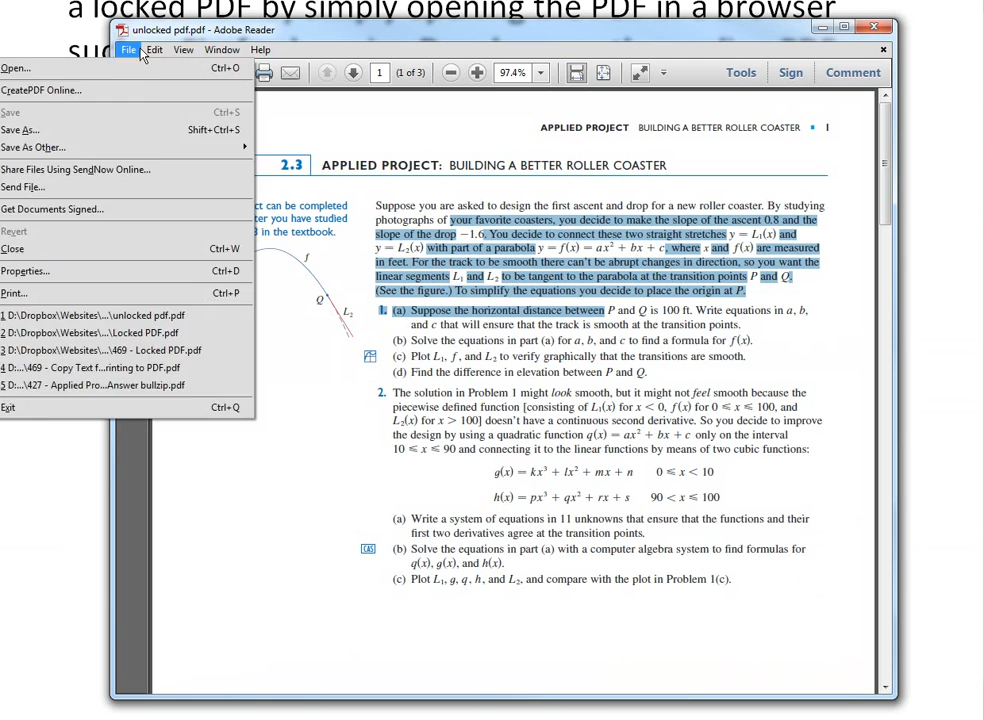 a locked PDF by simply opening the PDF in a browser
unlocked pdf.pdf - Adobe Reader
File Edit View Window Help
1 (1 of 3) 97.4% Tools Sign Comment
Open... Ctrl+O
CreatePDF Online...
Save Ctrl+S
Save As... Shift+Ctrl+S
Save As Other...
Share Files Using SendNow Online...
Send File...
Get Documents Signed...
Revert
Close Ctrl+W
Properties... Ctrl+D
Print... Ctrl+P
1 D:\Dropbox\Websites\...\unlocked pdf.pdf
2 D:\Dropbox\Websites\...\Locked PDF.pdf
3 D:\Dropbox\Websites\...\469 - Locked PDF.pdf
4 D:...\469 - Copy Text f...rinting to PDF.pdf
5 D:...\427 - Applied Pro...Answer bullzip.pdf
Exit Ctrl+Q
APPLIED PROJECT BUILDING A BETTER ROLLER COASTER ■ 1
2.3 APPLIED PROJECT: BUILDING A BETTER ROLLER COASTER
ct can be completed
ter you have studied
in the textbook.
f
Q
L₂
Suppose you are asked to design the first ascent and drop for a new roller coaster. By studying
photographs of your favorite coasters, you decide to make the slope of the ascent 0.8 and the
slope of the drop −1.6. You decide to connect these two straight stretches y = L₁(x) and
y = L₂(x) with part of a parabola y = f(x) = ax² + bx + c, where x and f(x) are measured
in feet. For the track to be smooth there can't be abrupt changes in direction, so you want the
linear segments L₁ and L₂ to be tangent to the parabola at the transition points P and Q.
(See the figure.) To simplify the equations you decide to place the origin at P.
1. (a) Suppose the horizontal distance between P and Q is 100 ft. Write equations in a, b,
and c that will ensure that the track is smooth at the transition points.
(b) Solve the equations in part (a) for a, b, and c to find a formula for f(x).
(c) Plot L₁, f, and L₂ to verify graphically that the transitions are smooth.
(d) Find the difference in elevation between P and Q.
2. The solution in Problem 1 might look smooth, but it might not feel smooth because the
piecewise defined function [consisting of L₁(x) for x < 0, f(x) for 0 ≤ x ≤ 100, and
L₂(x) for x > 100] doesn't have a continuous second derivative. So you decide to improve
the design by using a quadratic function q(x) = ax² + bx + c only on the interval
10 ≤ x ≤ 90 and connecting it to the linear functions by means of two cubic functions:
g(x) = kx³ + lx² + mx + n 0 ≤ x < 10
h(x) = px³ + qx² + rx + s 90 < x ≤ 100
(a) Write a system of equations in 11 unknowns that ensure that the functions and their
first two derivatives agree at the transition points.
CAS (b) Solve the equations in part (a) with a computer algebra system to find formulas for
q(x), g(x), and h(x).
(c) Plot L₁, g, q, h, and L₂, and compare with the plot in Problem 1(c).